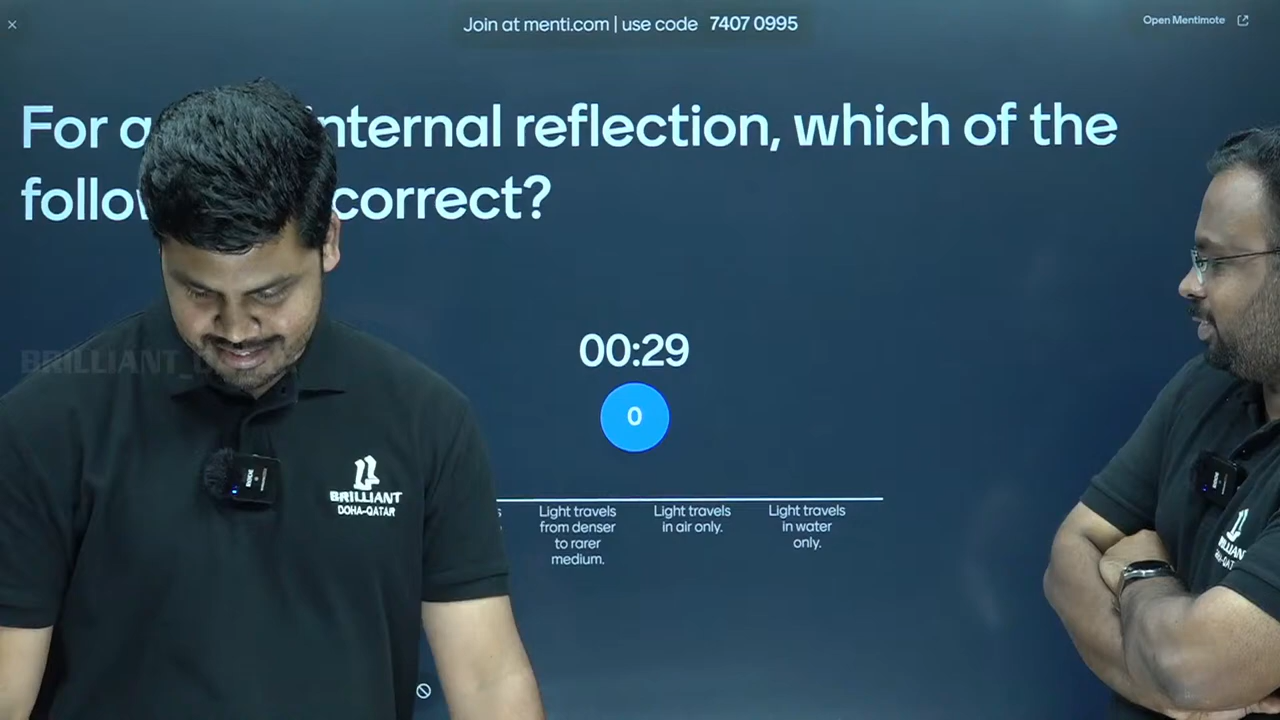 Join at menti.com | use code 7407 0995
Open Mentimote
For a internal reflection, which of the
follow correct?
BRILLIANT
00:29
0
Light travels
from denser
to rarer
medium.
Light travels
in air only.
Light travels
in water
only.
BRILLIANT
DOHA-QATAR